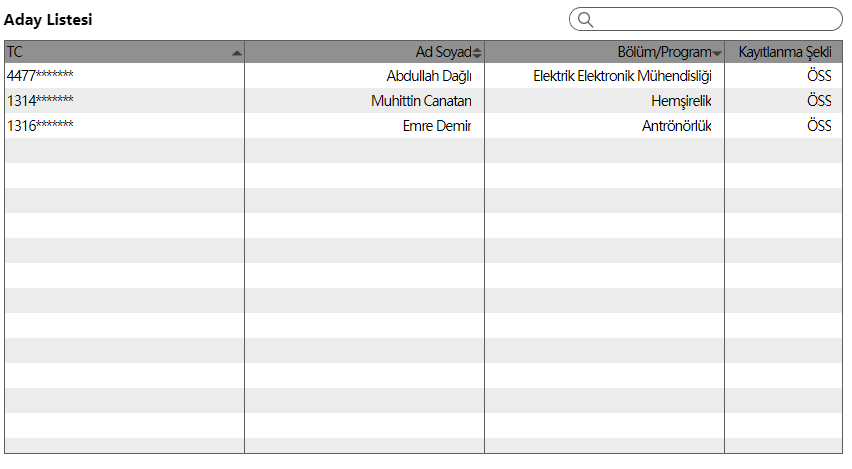 Aday Listesi
TC Ad Soyad Bölüm/Program Kayıtlanma Şekli
4477******* Abdullah Dağlı Elektrik Elektronik Mühendisliği ÖSS
1314******* Muhittin Canatan Hemşirelik ÖSS
1316******* Emre Demir Antrönörlük ÖSS